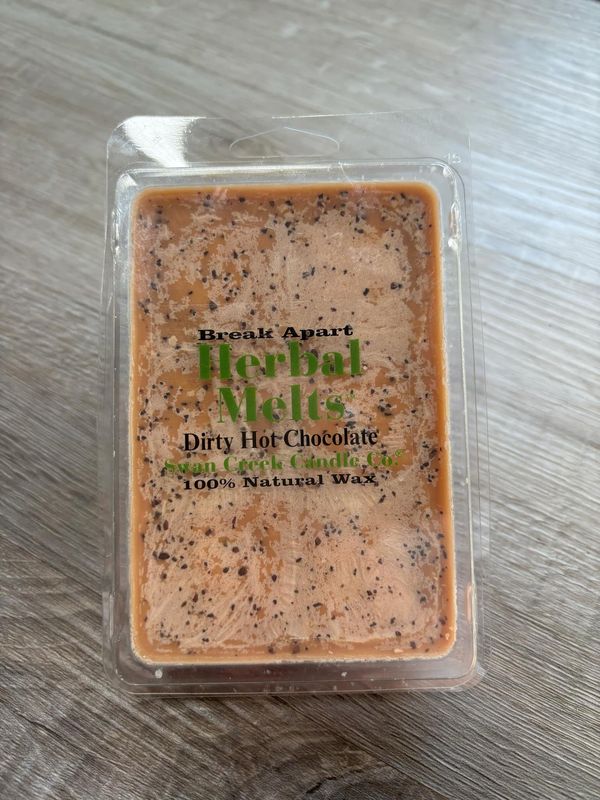 Break Apart
Herbal
Melts
Dirty Hot Chocolate
Swan Creek Candle Co.
100% Natural Wax